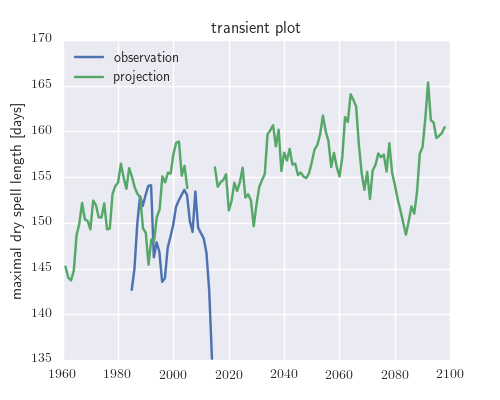 transient plot
170
165
160
155
150
145
140
135
maximal dry spell length [days]
observation
projection
1960 1980 2000 2020 2040 2060 2080 2100